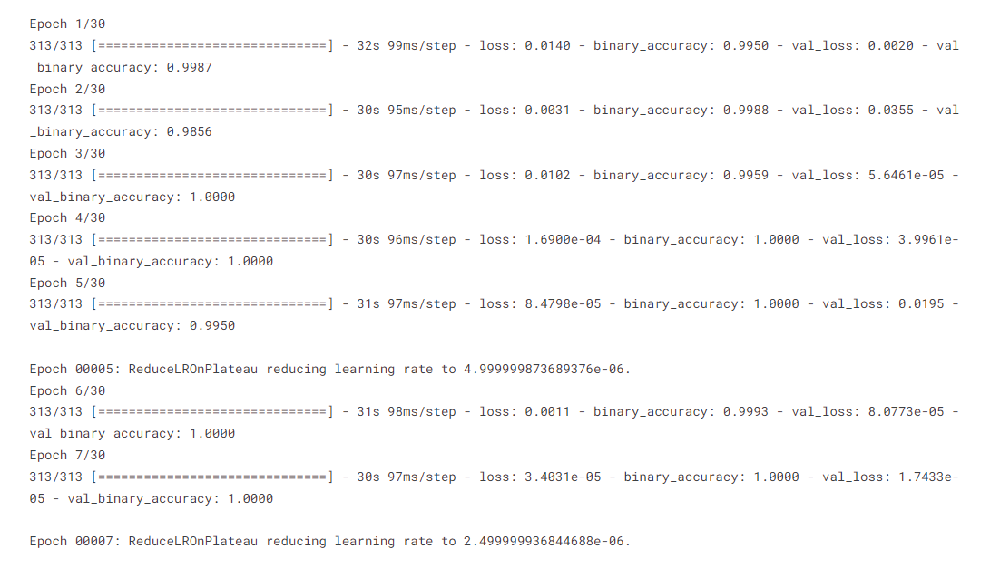 Epoch 1/30
313/313 [==============================] - 32s 99ms/step - loss: 0.0140 - binary_accuracy: 0.9950 - val_loss: 0.0020 - val
_binary_accuracy: 0.9987
Epoch 2/30
313/313 [==============================] - 30s 95ms/step - loss: 0.0031 - binary_accuracy: 0.9988 - val_loss: 0.0355 - val
_binary_accuracy: 0.9856
Epoch 3/30
313/313 [==============================] - 30s 97ms/step - loss: 0.0102 - binary_accuracy: 0.9959 - val_loss: 5.6461e-05 -
val_binary_accuracy: 1.0000
Epoch 4/30
313/313 [==============================] - 30s 96ms/step - loss: 1.6900e-04 - binary_accuracy: 1.0000 - val_loss: 3.9961e-
05 - val_binary_accuracy: 1.0000
Epoch 5/30
313/313 [==============================] - 31s 97ms/step - loss: 8.4798e-05 - binary_accuracy: 1.0000 - val_loss: 0.0195 -
val_binary_accuracy: 0.9950
Epoch 00005: ReduceLROnPlateau reducing learning rate to 4.999999873689376e-06.
Epoch 6/30
313/313 [==============================] - 31s 98ms/step - loss: 0.0011 - binary_accuracy: 0.9993 - val_loss: 8.0773e-05 -
val_binary_accuracy: 1.0000
Epoch 7/30
313/313 [==============================] - 30s 97ms/step - loss: 3.4031e-05 - binary_accuracy: 1.0000 - val_loss: 1.7433e-
05 - val_binary_accuracy: 1.0000
Epoch 00007: ReduceLROnPlateau reducing learning rate to 2.499999936844688e-06.